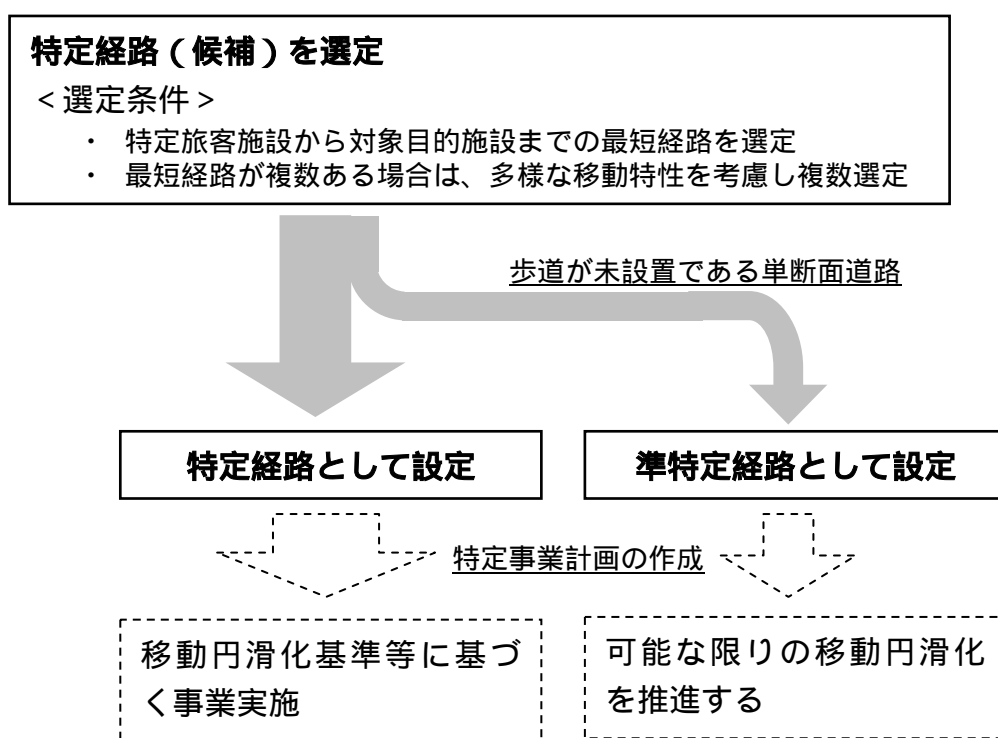 特定経路（候補）を選定
＜選定条件＞
・ 特定旅客施設から対象目的施設までの最短経路を選定
・ 最短経路が複数ある場合は、多様な移動特性を考慮し複数選定
歩道が未設置である単断面道路
特定経路として設定
準特定経路として設定
特定事業計画の作成
移動円滑化基準等に基づ
く事業実施
可能な限りの移動円滑化
を推進する